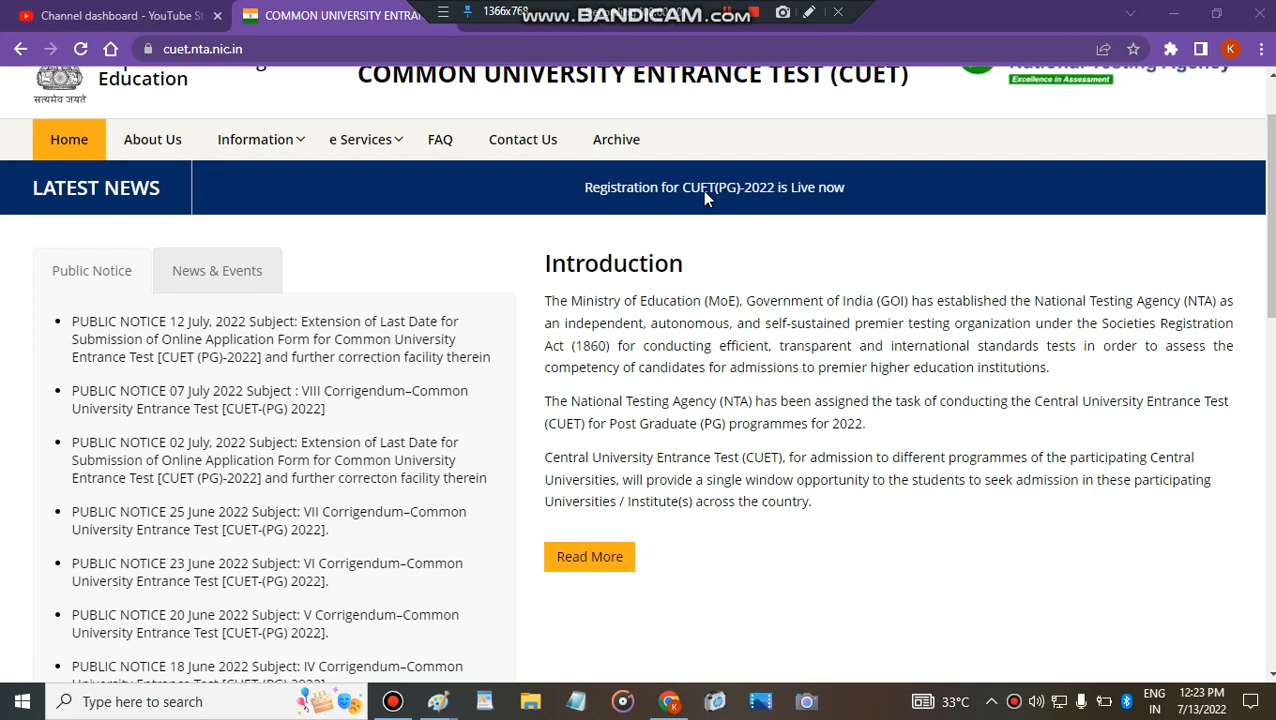 Channel dashboard - YouTube S
COMMON UNIVERSITY ENTRAN
1366x768
www.BANDICAM.com
cuet.nta.nic.in
K
Education
सत्यमेव जयते
COMMON UNIVERSITY ENTRANCE TEST (CUET)
National Testing Agency
Excellence in Assessment
Home
About Us
Information
e Services
FAQ
Contact Us
Archive
LATEST NEWS
Registration for CUET(PG)-2022 is Live now
Public Notice
News & Events
PUBLIC NOTICE 12 July, 2022 Subject: Extension of Last Date for
Submission of Online Application Form for Common University
Entrance Test [CUET (PG)-2022] and further correction facility therein
PUBLIC NOTICE 07 July 2022 Subject : VIII Corrigendum–Common
University Entrance Test [CUET-(PG) 2022]
PUBLIC NOTICE 02 July, 2022 Subject: Extension of Last Date for
Submission of Online Application Form for Common University
Entrance Test [CUET (PG)-2022] and further correcton facility therein
PUBLIC NOTICE 25 June 2022 Subject: VII Corrigendum–Common
University Entrance Test [CUET-(PG) 2022].
PUBLIC NOTICE 23 June 2022 Subject: VI Corrigendum–Common
University Entrance Test [CUET-(PG) 2022].
PUBLIC NOTICE 20 June 2022 Subject: V Corrigendum–Common
University Entrance Test [CUET-(PG) 2022].
PUBLIC NOTICE 18 June 2022 Subject: IV Corrigendum–Common
University Entrance Test [CUET-(PG) 2022].
Introduction
The Ministry of Education (MoE), Government of India (GOI) has established the National Testing Agency (NTA) as
an independent, autonomous, and self-sustained premier testing organization under the Societies Registration
Act (1860) for conducting efficient, transparent and international standards tests in order to assess the
competency of candidates for admissions to premier higher education institutions.
The National Testing Agency (NTA) has been assigned the task of conducting the Central University Entrance Test
(CUET) for Post Graduate (PG) programmes for 2022.
Central University Entrance Test (CUET), for admission to different programmes of the participating Central
Universities, will provide a single window opportunity to the students to seek admission in these participating
Universities / Institute(s) across the country.
Read More
Type here to search
33°C
ENG
IN
12:23 PM
7/13/2022